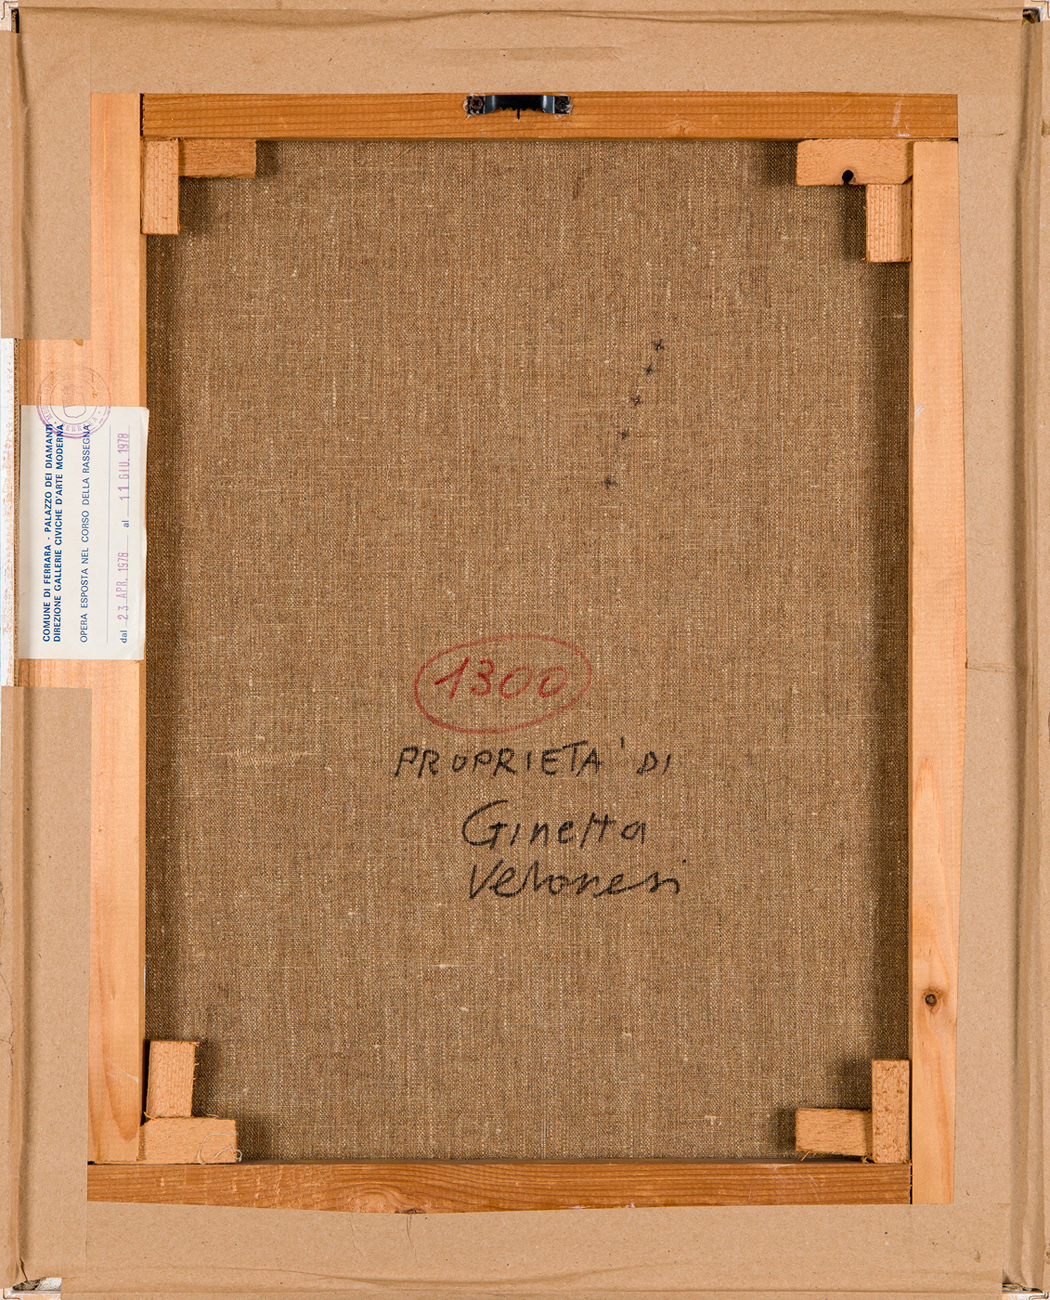 COMUNE DI FERRARA - PALAZZO DEI DIAMANTI
DIREZIONE GALLERIE CIVICHE D'ARTE MODERNA
OPERA ESPOSTA NEL CORSO DELLA RASSEGNA
dal 23 APR. 1978 al 11 GIU. 1978
1300
PROPRIETA' DI
Ginetta
Veronesi